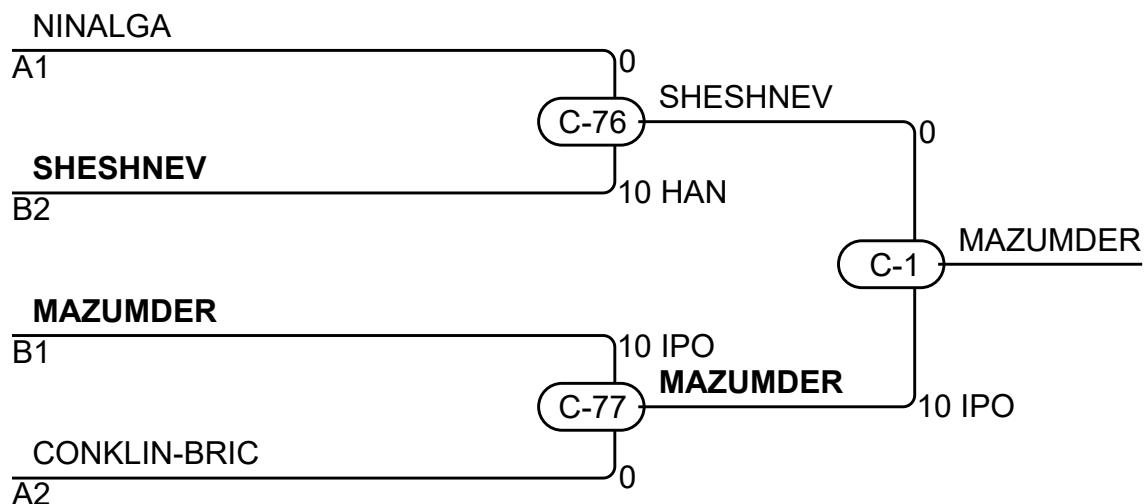 NINALGA
A1
0
C-76
SHESHNEV
0
SHESHNEV
B2
10 HAN
C-1
MAZUMDER
MAZUMDER
B1
10 IPO
MAZUMDER
C-77
10 IPO
CONKLIN-BRIC
A2
0